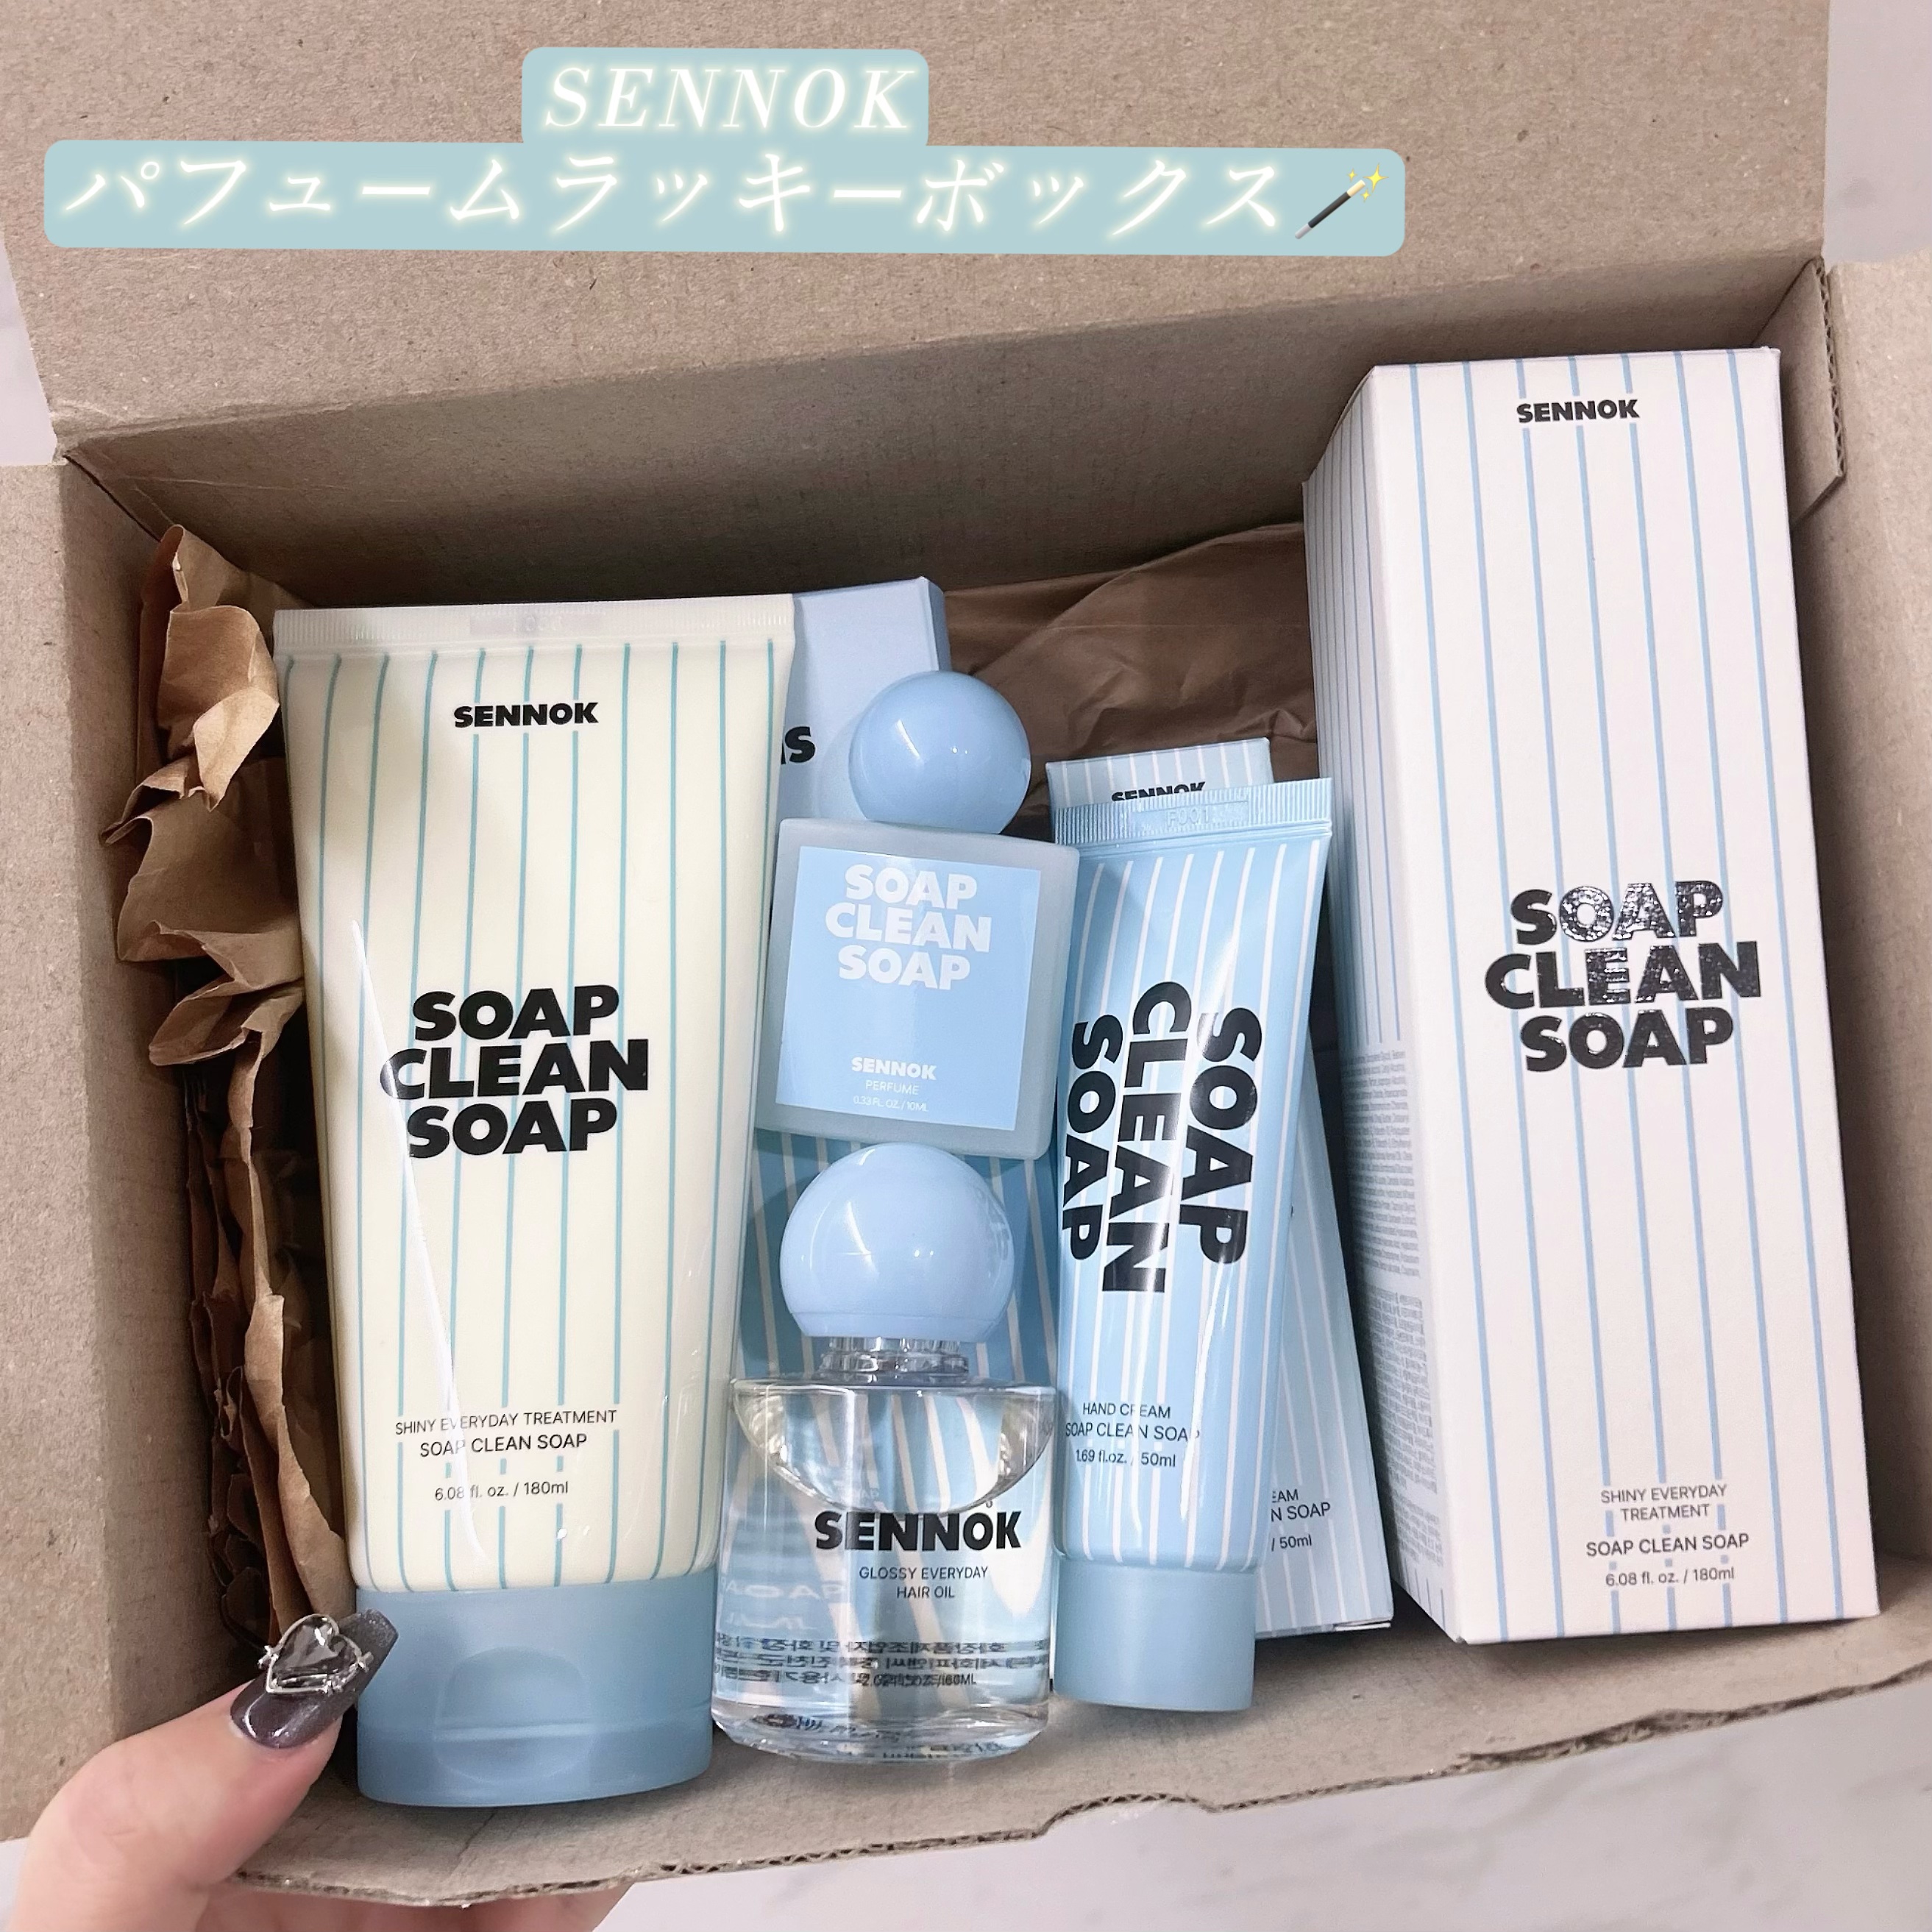 SENNOK
パフュームラッキーボックス🪄
SENNOK
SOAP
CLEAN
SOAP
SHINY EVERYDAY TREATMENT
SOAP CLEAN SOAP
6.08 fl. oz. / 180ml
SOAP
CLEAN
SOAP
SENNOK
PERFUME
0.33 FL. OZ. / 10ML
SENNOK
GLOSSY EVERYDAY
HAIR OIL
SENNOK
SOAP
CLEAN
SOAP
HAND CREAM
SOAP CLEAN SOAP
1.69 fl.oz. / 50ml
N SOAP
/ 50ml
SENNOK
SOAP
CLEAN
SOAP
SHINY EVERYDAY
TREATMENT
SOAP CLEAN SOAP
6.08 fl. oz. / 180ml